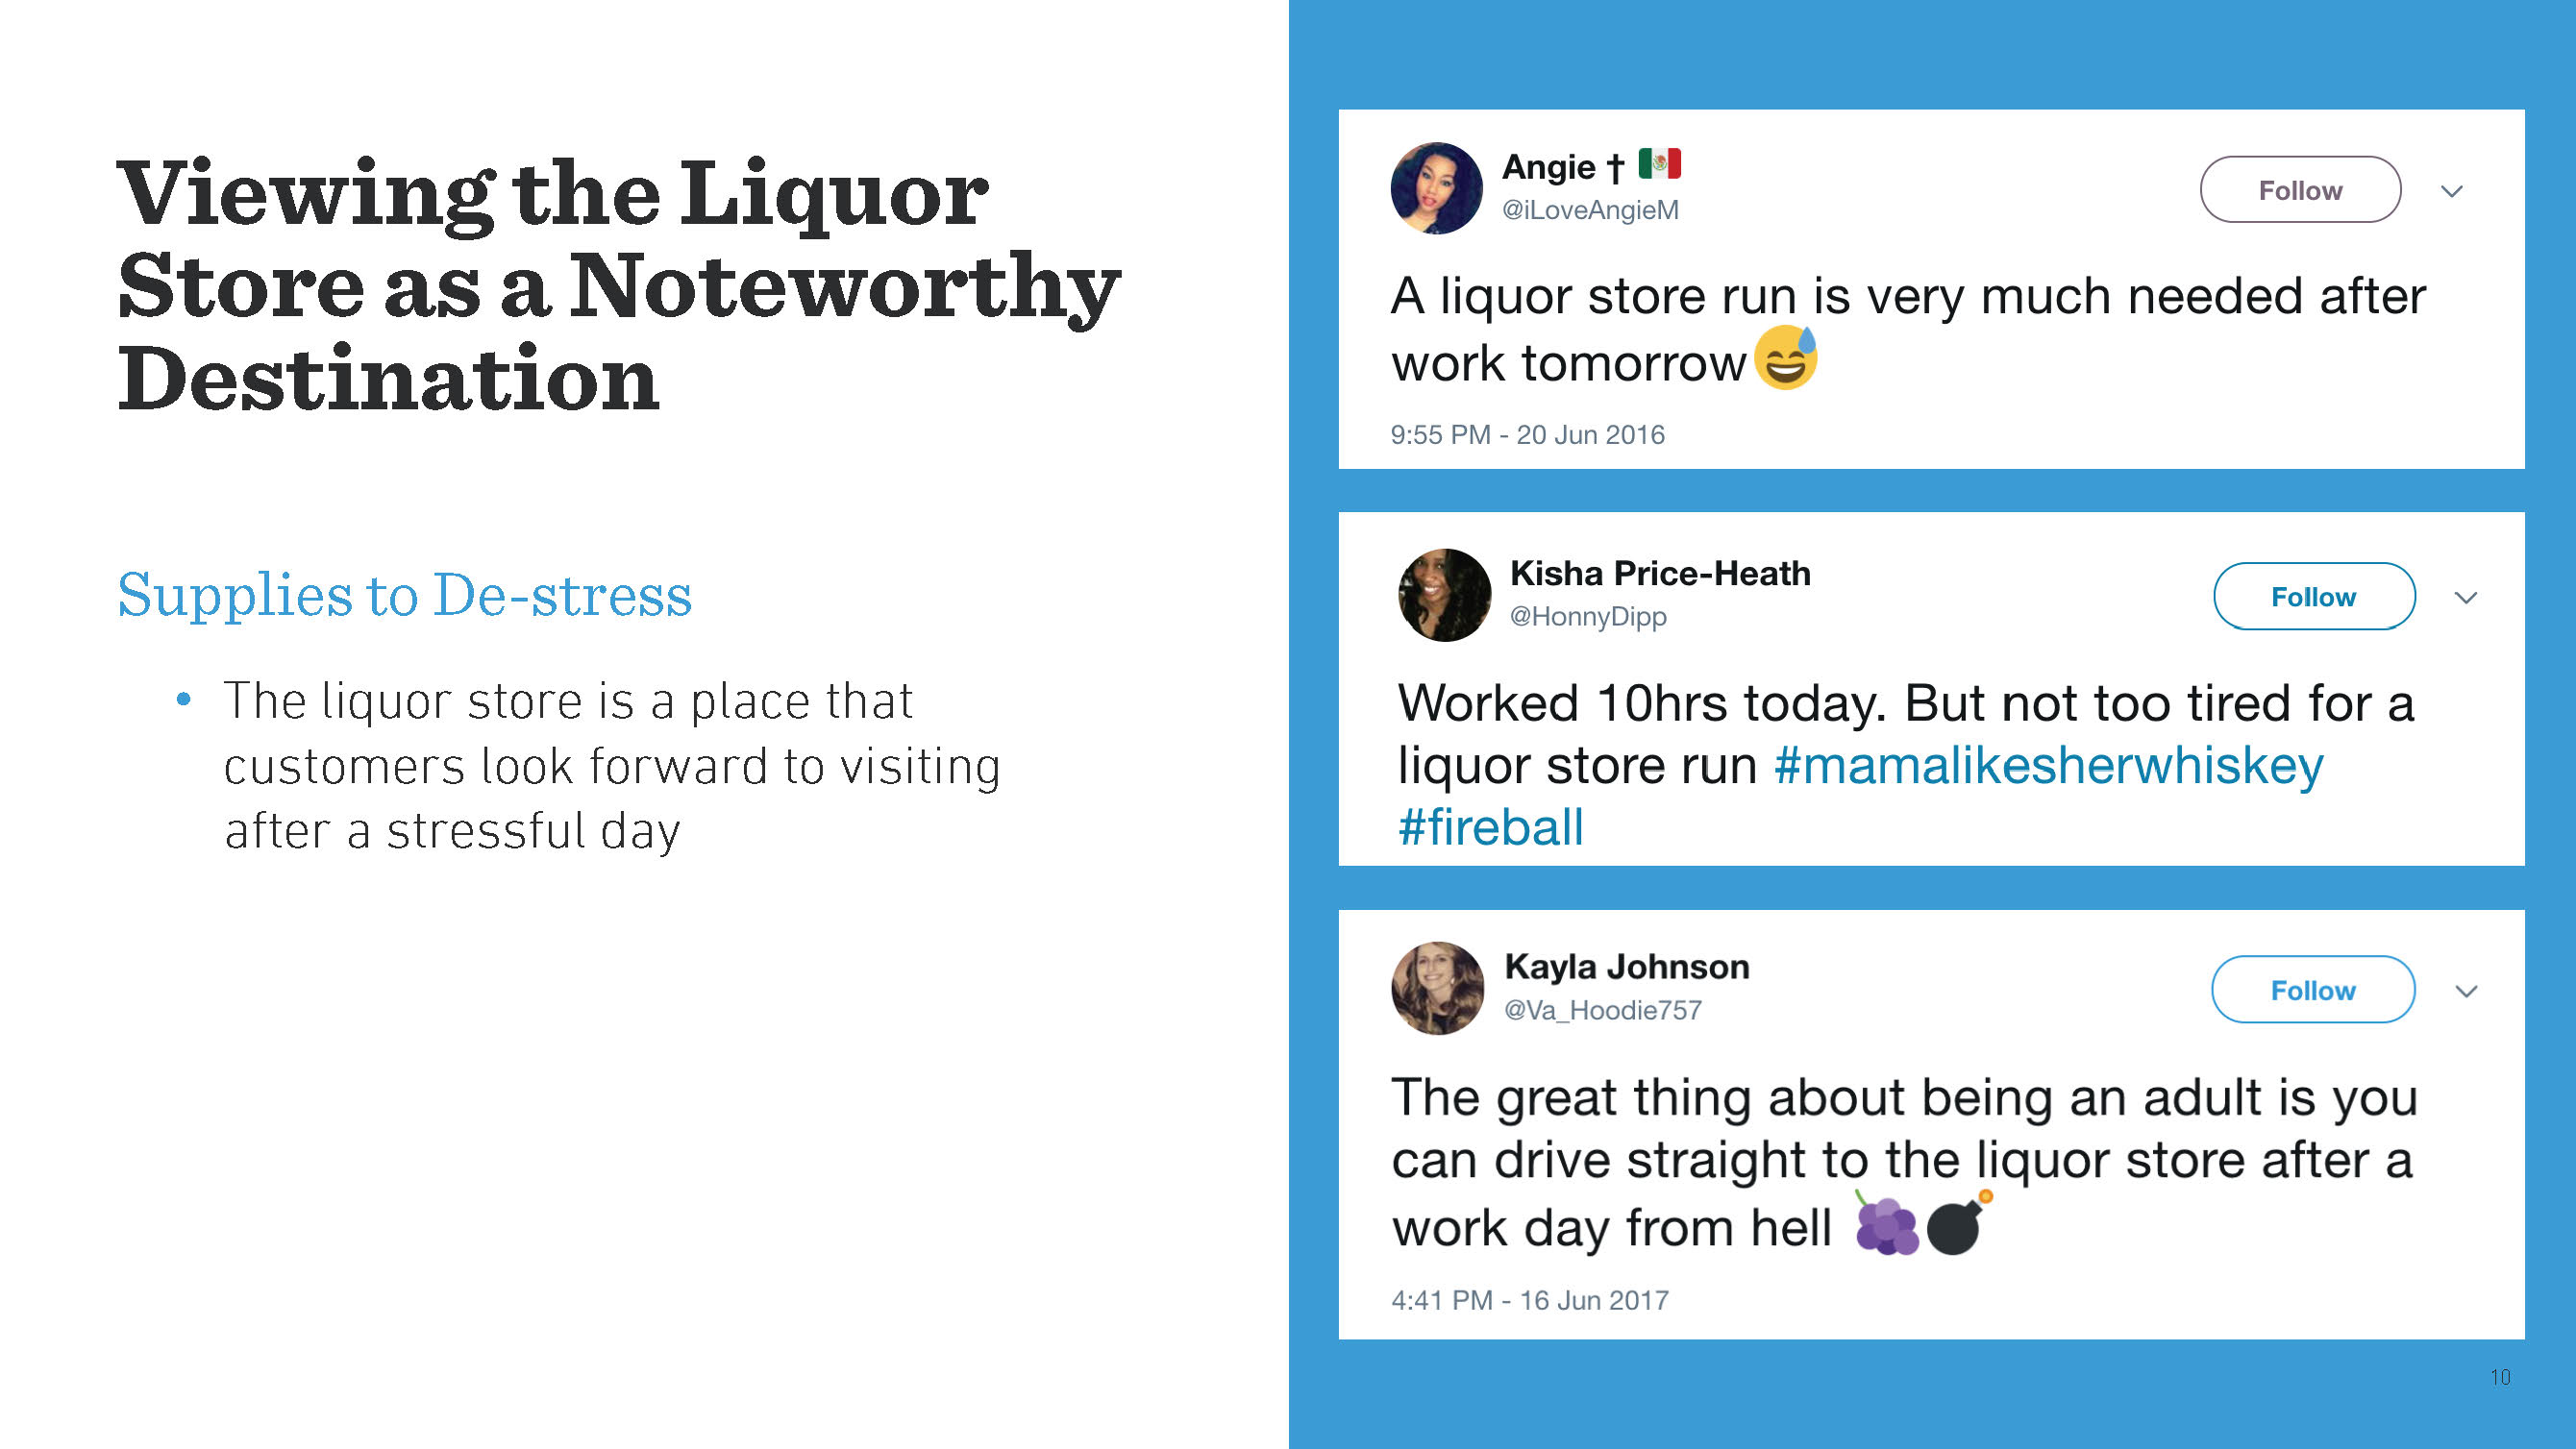 Viewing the Liquor
Store as a Noteworthy
Destination
Supplies to De-stress
• The liquor store is a place that
customers look forward to visiting
after a stressful day
Angie † 🇲🇽
@iLoveAngieM
Follow
A liquor store run is very much needed after
work tomorrow😅
9:55 PM - 20 Jun 2016
Kisha Price-Heath
@HonnyDipp
Follow
Worked 10hrs today. But not too tired for a
liquor store run #mamalikesherwhiskey
#fireball
Kayla Johnson
@Va_Hoodie757
Follow
The great thing about being an adult is you
can drive straight to the liquor store after a
work day from hell 🍇💣
4:41 PM - 16 Jun 2017
10